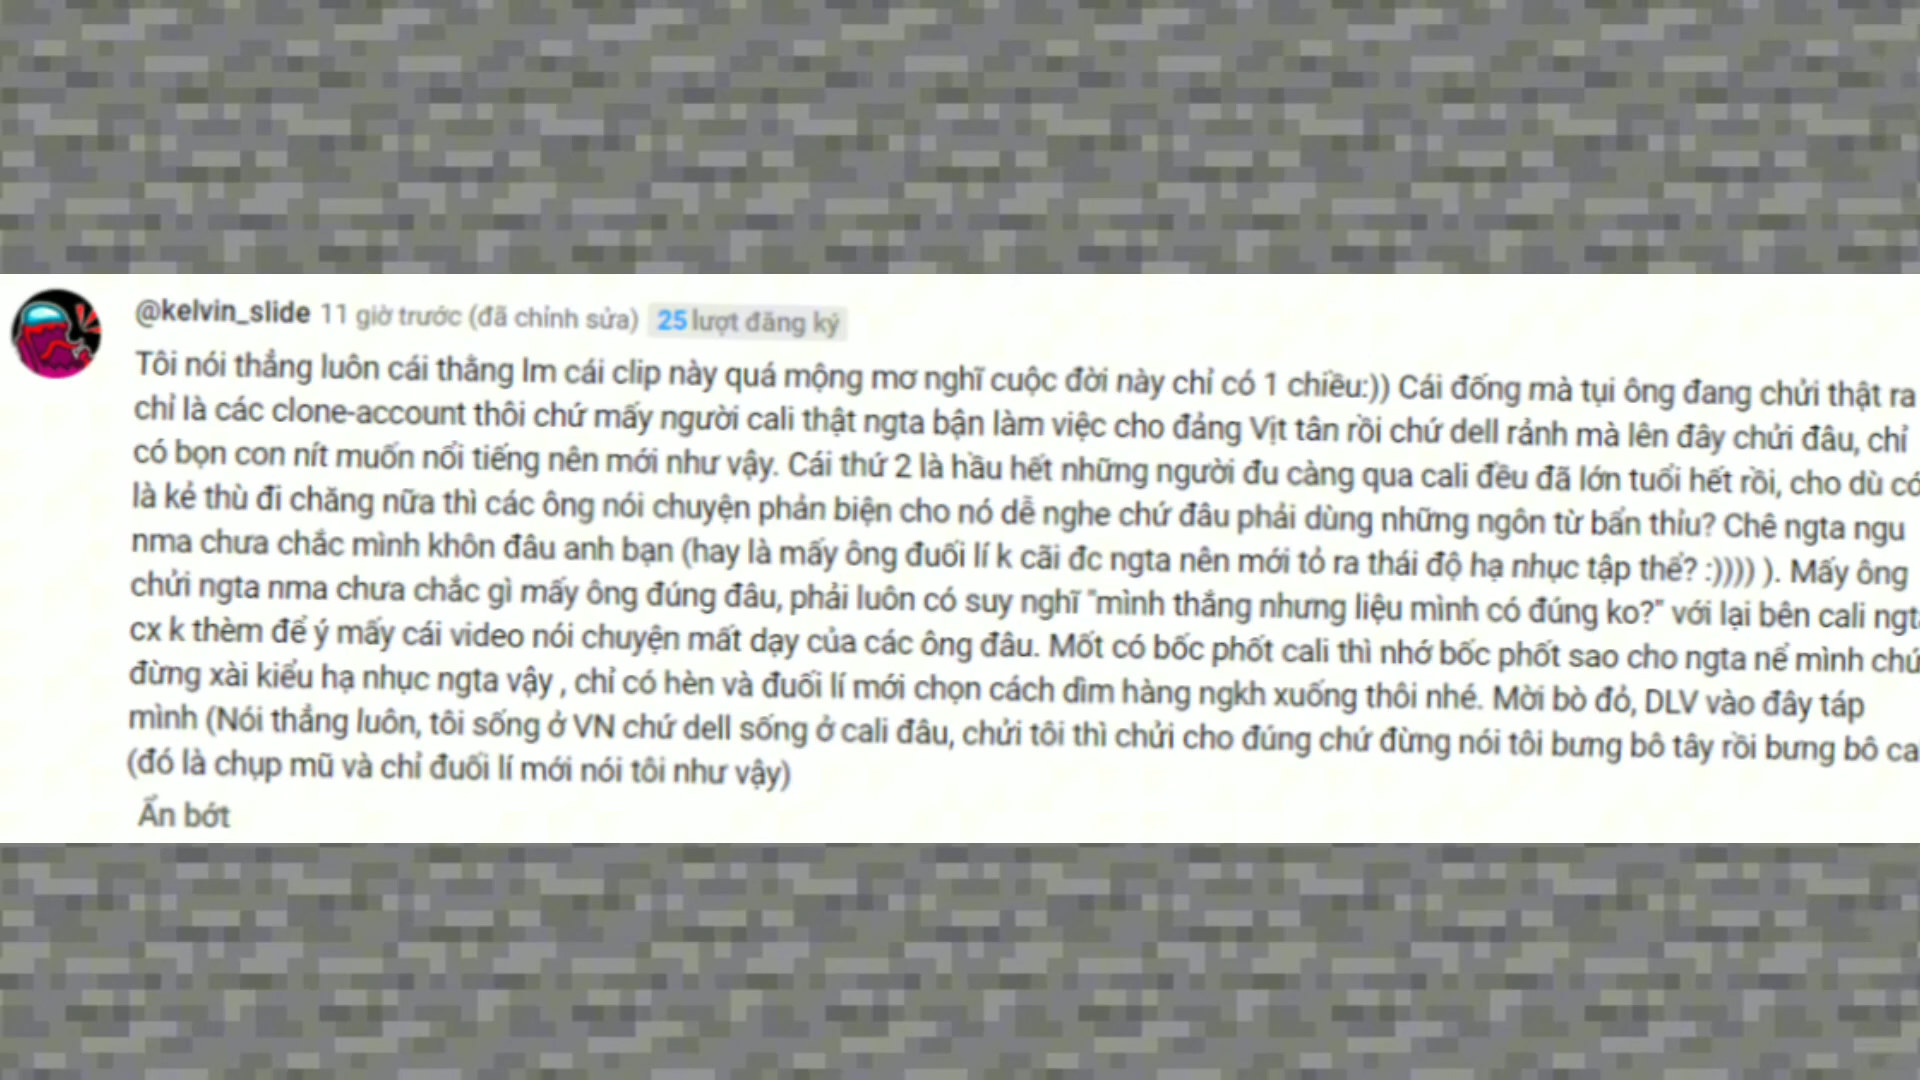 @kelvin_slide 11 giờ trước (đã chỉnh sửa) 25 lượt đăng ký
Tôi nói thẳng luôn cái thằng lm cái clip này quá mộng mơ nghĩ cuộc đời này chỉ có 1 chiều:)) Cái đống mà tụi ông đang chửi thật ra
chỉ là các clone-account thôi chứ mấy người cali thật ngta bận làm việc cho đảng Vịt tân rồi chứ dell rảnh mà lên đây chửi đâu, chỉ
có bọn con nít muốn nổi tiếng nên mới như vậy. Cái thứ 2 là hầu hết những người đu càng qua cali đều đã lớn tuổi hết rồi, cho dù có
là kẻ thù đi chăng nữa thì các ông nói chuyện phản biện cho nó dễ nghe chứ đâu phải dùng những ngôn từ bẩn thỉu? Chê ngta ngu
nma chưa chắc mình khôn đâu anh bạn (hay là mấy ông đuối lí k cãi đc ngta nên mới tỏ ra thái độ hạ nhục tập thể? :)))) ). Mấy ông
chửi ngta nma chưa chắc gì mấy ông đúng đâu, phải luôn có suy nghĩ "mình thắng nhưng liệu mình có đúng ko?" với lại bên cali
cx k thèm để ý mấy cái video nói chuyện mất dạy của các ông đâu. Mốt có bốc phốt cali thì nhớ bốc phốt sao cho ngta nể mình chứ
đừng xài kiểu hạ nhục ngta vậy , chỉ có hèn và đuối lí mới chọn cách dìm hàng ngkh xuống thôi nhé. Mời bò đỏ, DLV vào đây táp
mình (Nói thẳng luôn, tôi sống ở VN chứ dell sống ở cali đâu, chửi tôi thì chửi cho đúng chứ đừng nói tôi bưng bô tây rồi bưng bô
(đó là chụp mũ và chỉ đuối lí mới nói tôi như vậy)
Ẩn bớt